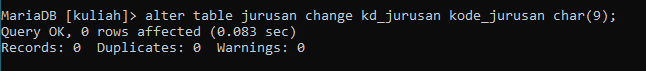 MariaDB [kuliah]> alter table jurusan change kd_jurusan kode_jurusan char(9);
Query OK, 0 rows affected (0.083 sec)
Records: 0  Duplicates: 0  Warnings: 0